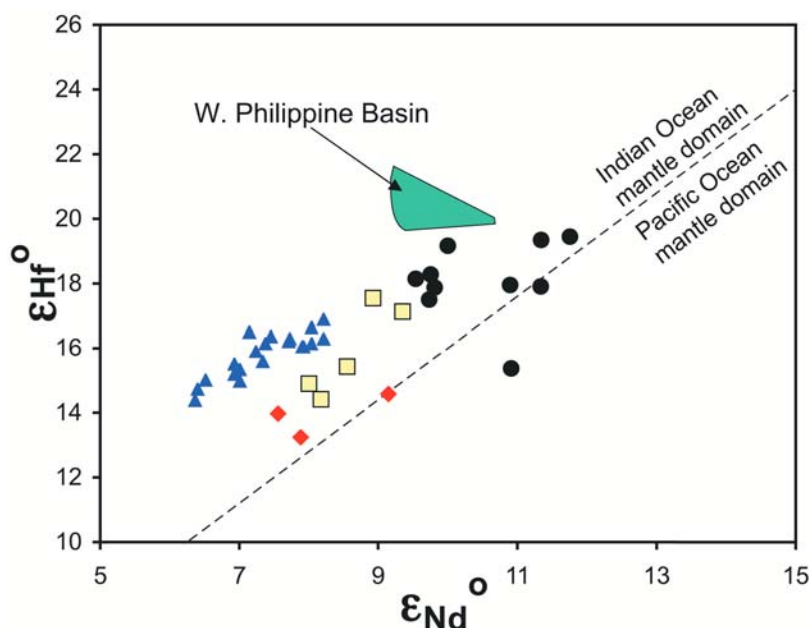 26
24
22
20
18
16
14
12
10
εHf°
W. Philippine Basin
Indian Ocean
mantle domain
Pacific Ocean
mantle domain
5
7
9
11
13
15
εNd°